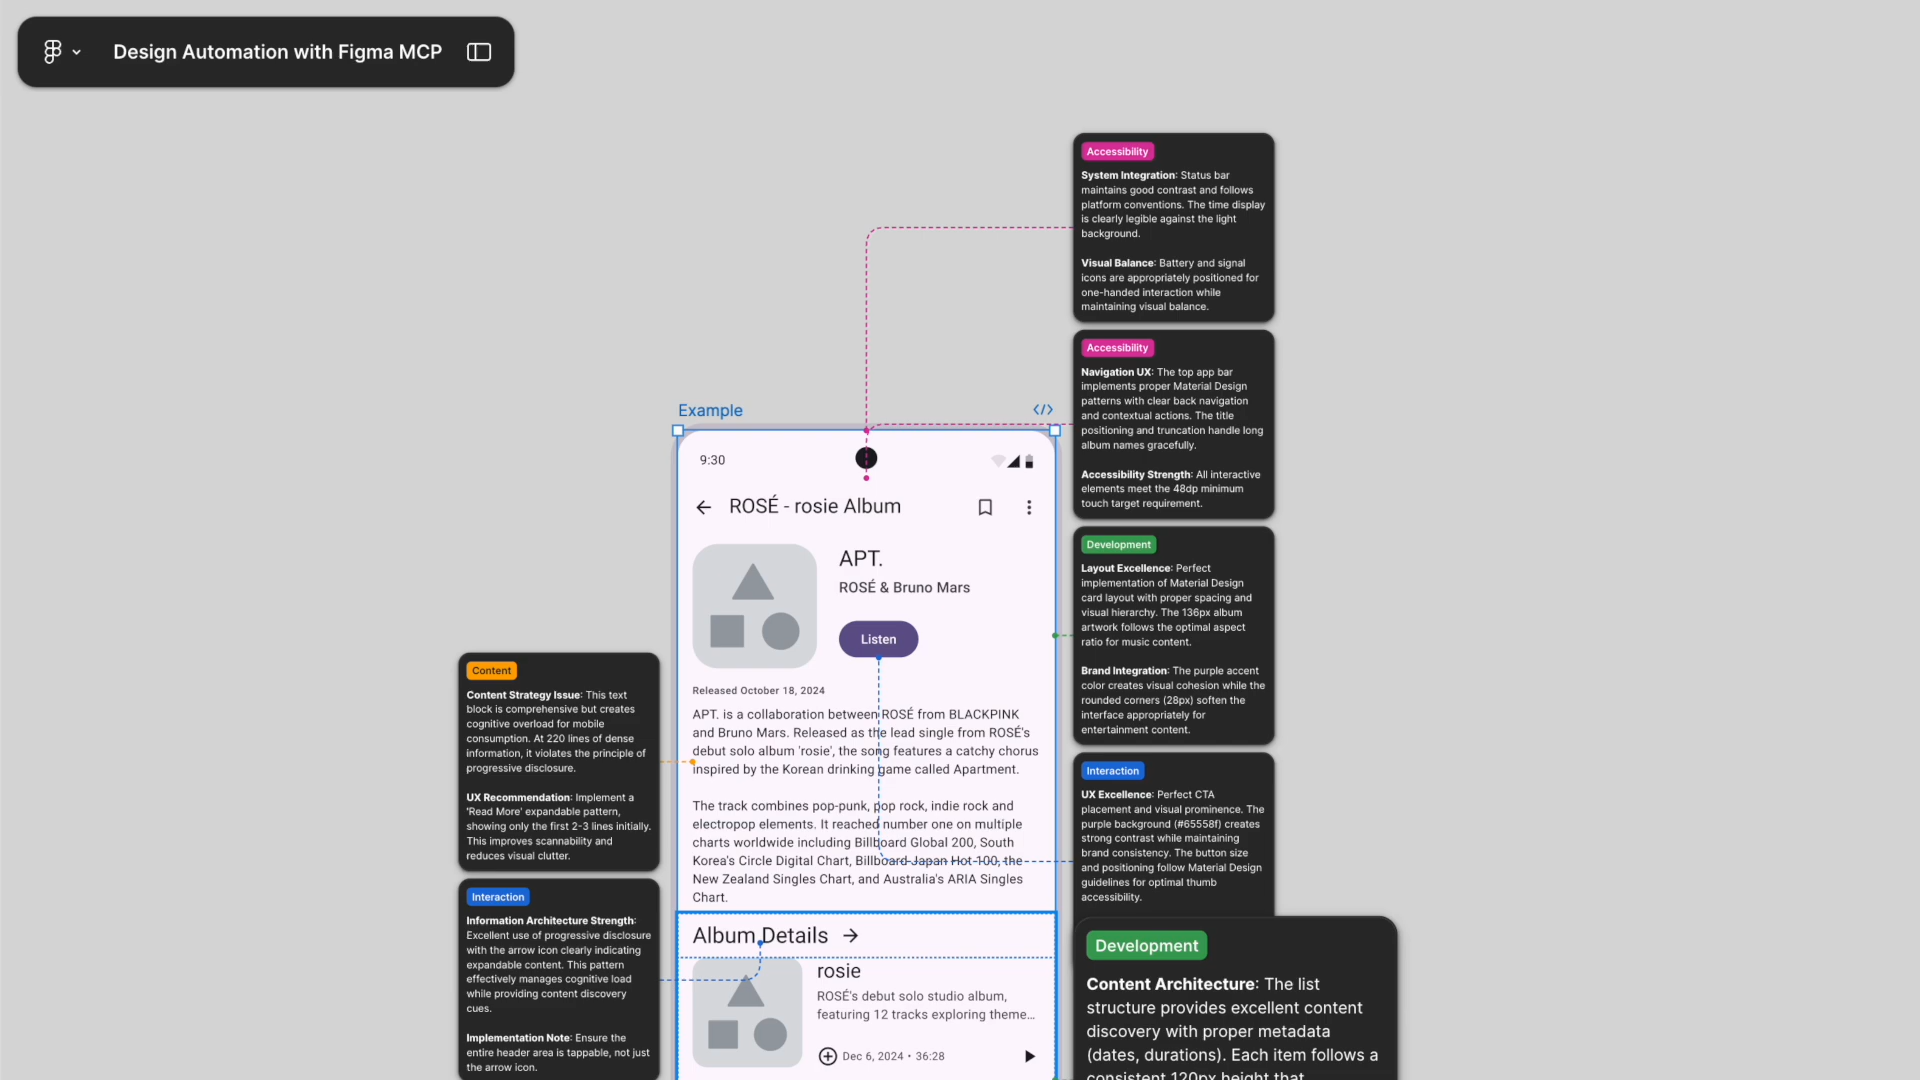 Design Automation with Figma MCP
Accessibility
System Integration: Status bar
maintains good contrast and follows
platform conventions. The time display
is clearly legible against the light
background.
Visual Balance: Battery and signal
icons are appropriately positioned for
one-handed interaction while
maintaining visual balance.
Accessibility
Navigation UX: The top app bar
implements proper Material Design
patterns with clear back navigation
and contextual actions. The title
positioning and truncation handle long
album names gracefully.
Accessibility Strength: All interactive
elements meet the 48dp minimum
touch target requirement.
Example
</>
9:30
ROSÉ - rosie Album
APT.
ROSÉ & Bruno Mars
Listen
Released October 18, 2024
APT. is a collaboration between ROSÉ from BLACKPINK
and Bruno Mars. Released as the lead single from ROSÉ's
debut solo album 'rosie', the song features a catchy chorus
inspired by the Korean drinking game called Apartment.
The track combines pop-punk, pop rock, indie rock and
electropop elements. It reached number one on multiple
charts worldwide including Billboard Global 200, South
Korea's Circle Digital Chart, Billboard Japan Hot 100, the
New Zealand Singles Chart, and Australia's ARIA Singles
Chart.
Album Details
rosie
ROSÉ's debut solo studio album,
featuring 12 tracks exploring theme...
Dec 6, 2024 • 36:28
Development
Layout Excellence: Perfect
implementation of Material Design
card layout with proper spacing and
visual hierarchy. The 136px album
artwork follows the optimal aspect
ratio for music content.
Brand Integration: The purple accent
color creates visual cohesion while the
rounded corners (28px) soften the
interface appropriately for
entertainment content.
Interaction
UX Excellence: Perfect CTA
placement and visual prominence. The
purple background (#65558f) creates
strong contrast while maintaining
brand consistency. The button size
and positioning follow Material Design
guidelines for optimal thumb
accessibility.
Development
Content Architecture: The list
structure provides excellent content
discovery with proper metadata
(dates, durations). Each item follows a
consistent 120px height that
Content
Content Strategy Issue: This text
block is comprehensive but creates
cognitive overload for mobile
consumption. At 220 lines of dense
information, it violates the principle of
progressive disclosure.
UX Recommendation: Implement a
'Read More' expandable pattern,
showing only the first 2-3 lines initially.
This improves scannability and
reduces visual clutter.
Interaction
Information Architecture Strength:
Excellent use of progressive disclosure
with the arrow icon clearly indicating
expandable content. This pattern
effectively manages cognitive load
while providing content discovery
cues.
Implementation Note: Ensure the
entire header area is tappable, not just
the arrow icon.